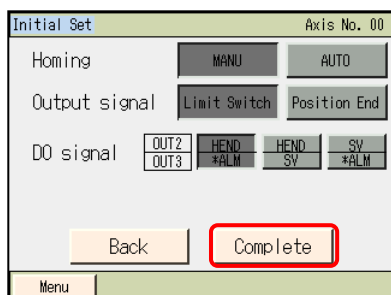 Initial Set Axis No. 00
Homing MANU AUTO
Output signal Limit Switch Position End
DO signal OUT2 HEND HEND SV
OUT3 *ALM SV *ALM
Back Complete
Menu